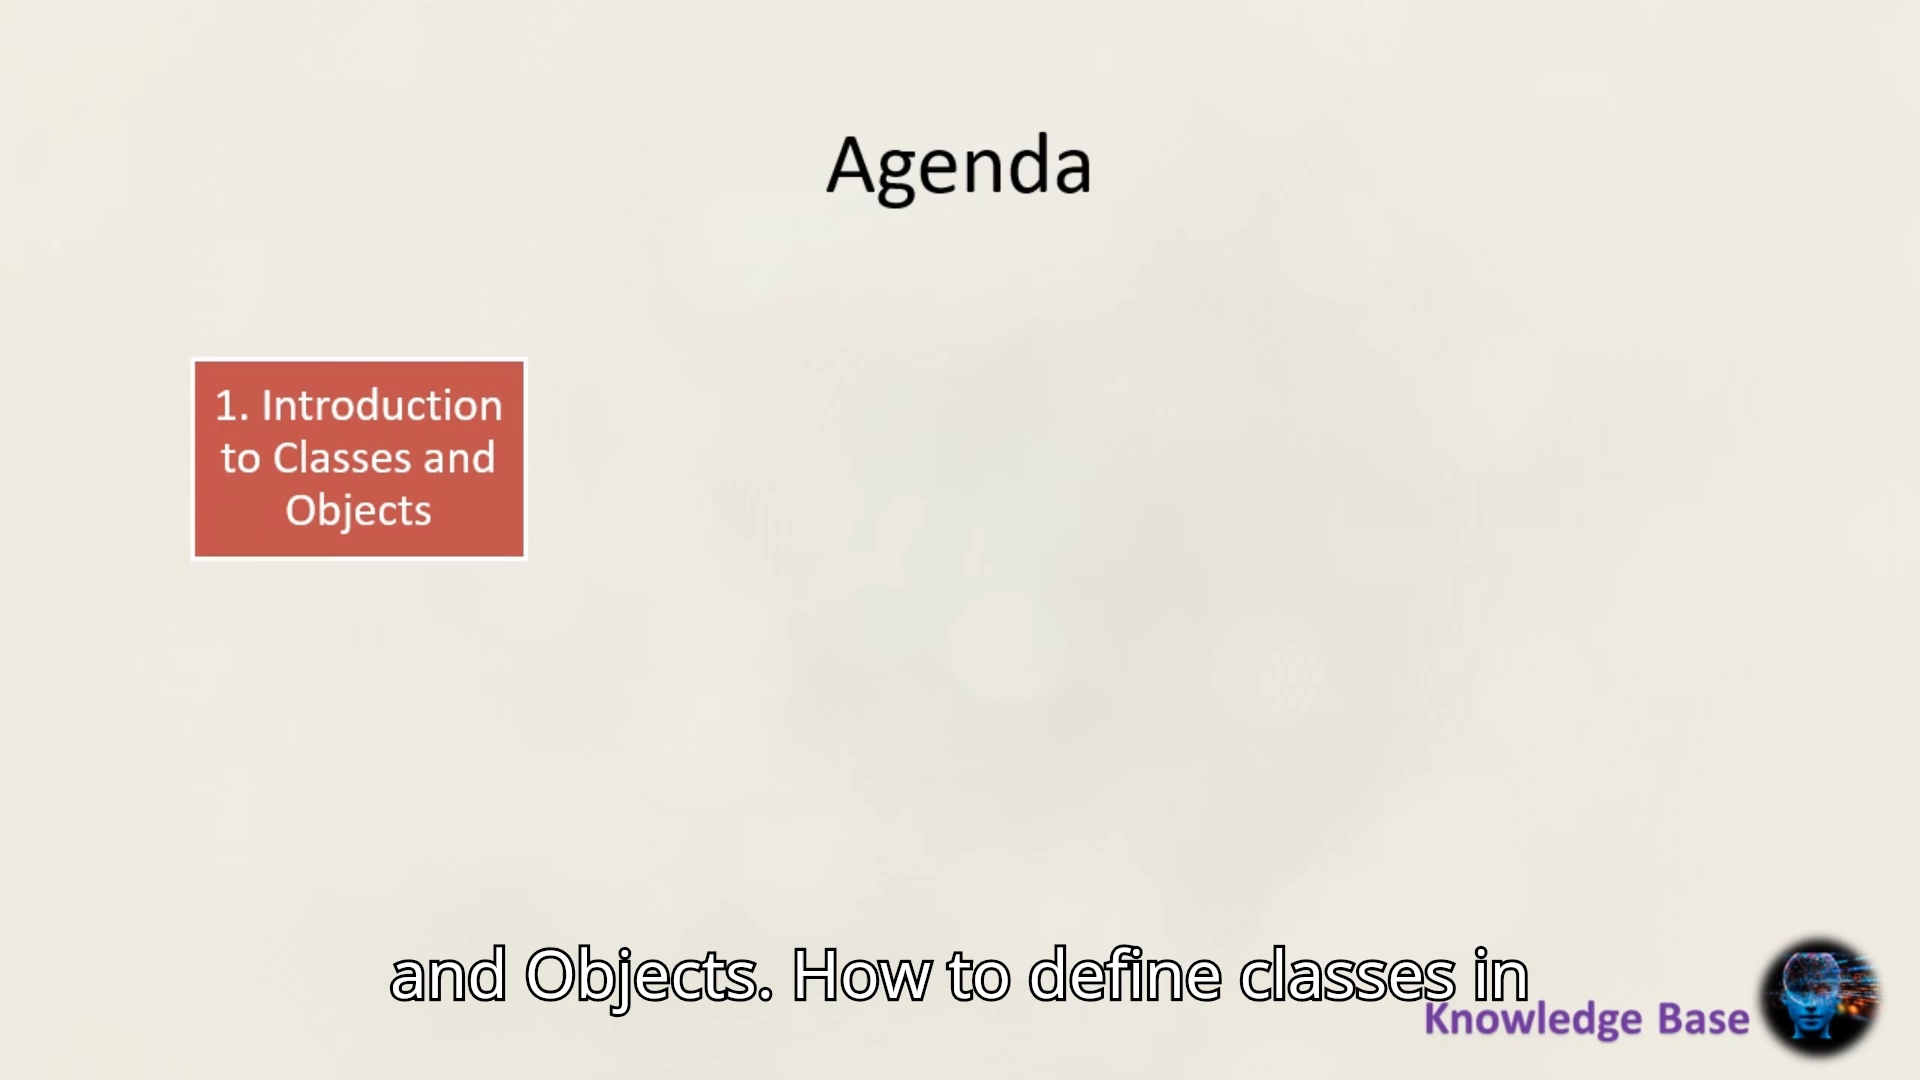 Agenda
1. Introduction
to Classes and
Objects
and Objects. How to define classes in
Knowledge Base